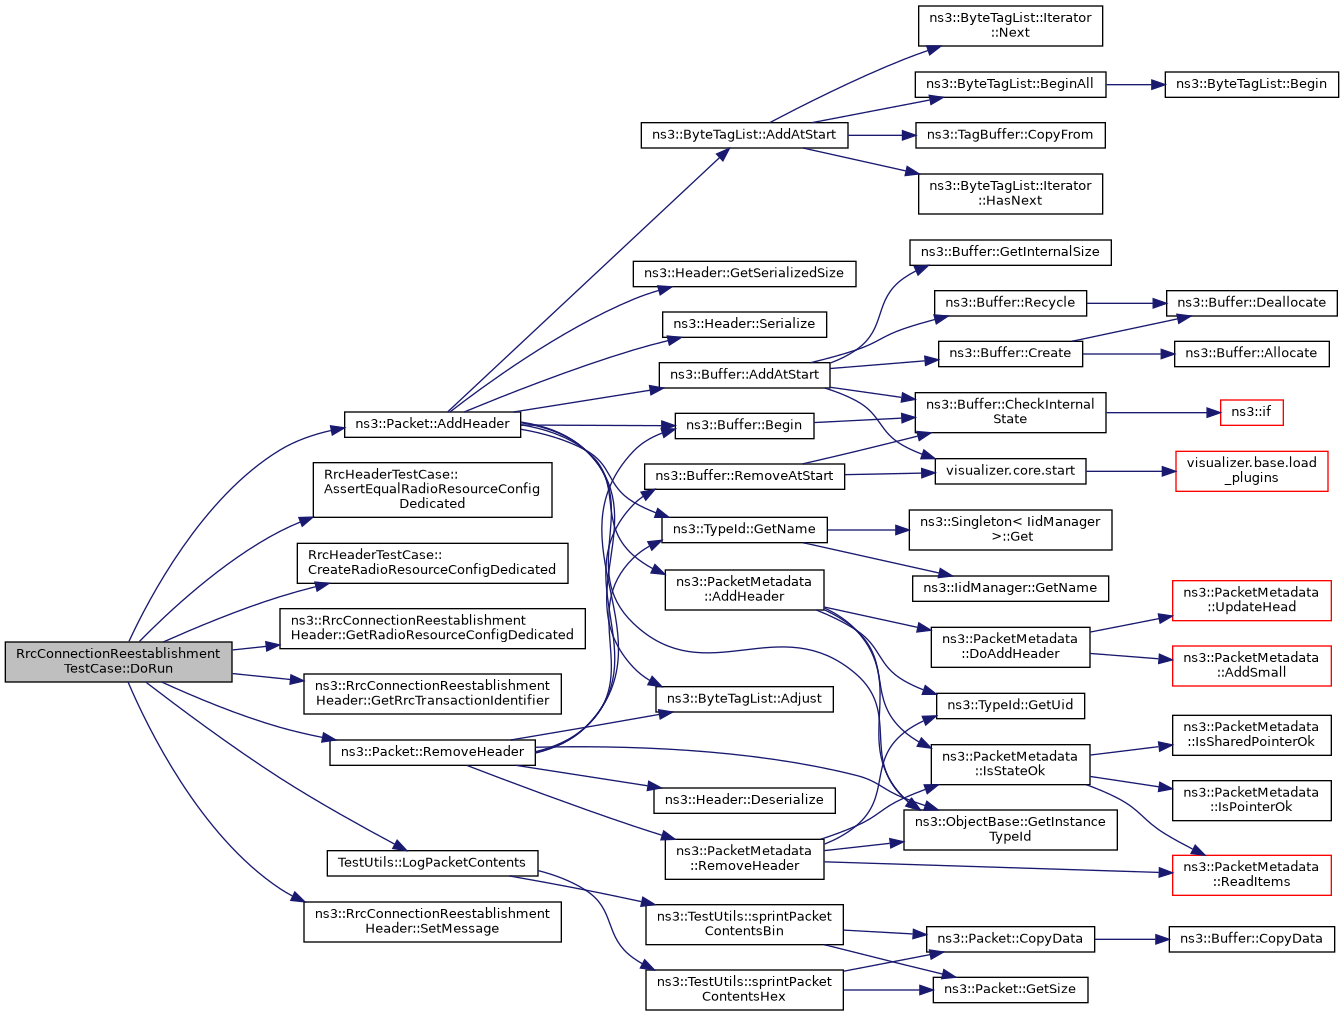 RrcConnectionReestablishment
TestCase::DoRun
ns3::Packet::AddHeader
RrcHeaderTestCase::
AssertEqualRadioResourceConfig
Dedicated
RrcHeaderTestCase::
CreateRadioResourceConfigDedicated
ns3::RrcConnectionReestablishment
Header::GetRadioResourceConfigDedicated
ns3::RrcConnectionReestablishment
Header::GetRrcTransactionIdentifier
ns3::Packet::RemoveHeader
TestUtils::LogPacketContents
ns3::RrcConnectionReestablishment
Header::SetMessage
ns3::ByteTagList::AddAtStart
ns3::Header::GetSerializedSize
ns3::Header::Serialize
ns3::Buffer::AddAtStart
ns3::Buffer::Begin
ns3::Buffer::RemoveAtStart
ns3::TypeId::GetName
ns3::PacketMetadata
::AddHeader
ns3::ByteTagList::Adjust
ns3::Header::Deserialize
ns3::PacketMetadata
::RemoveHeader
ns3::TestUtils::sprintPacket
ContentsBin
ns3::TestUtils::sprintPacket
ContentsHex
ns3::ByteTagList::Iterator
::Next
ns3::ByteTagList::BeginAll
ns3::TagBuffer::CopyFrom
ns3::ByteTagList::Iterator
::HasNext
ns3::Buffer::GetInternalSize
ns3::Buffer::Recycle
ns3::Buffer::Create
ns3::Buffer::CheckInternal
State
visualizer.core.start
ns3::Singleton< IidManager
>::Get
ns3::IidManager::GetName
ns3::PacketMetadata
::DoAddHeader
ns3::TypeId::GetUid
ns3::PacketMetadata
::IsStateOk
ns3::ObjectBase::GetInstance
TypeId
ns3::Packet::CopyData
ns3::Packet::GetSize
ns3::ByteTagList::Begin
ns3::Buffer::Deallocate
ns3::Buffer::Allocate
ns3::if
visualizer.base.load
_plugins
ns3::PacketMetadata
::UpdateHead
ns3::PacketMetadata
::AddSmall
ns3::PacketMetadata
::IsSharedPointerOk
ns3::PacketMetadata
::IsPointerOk
ns3::PacketMetadata
::ReadItems
ns3::Buffer::CopyData